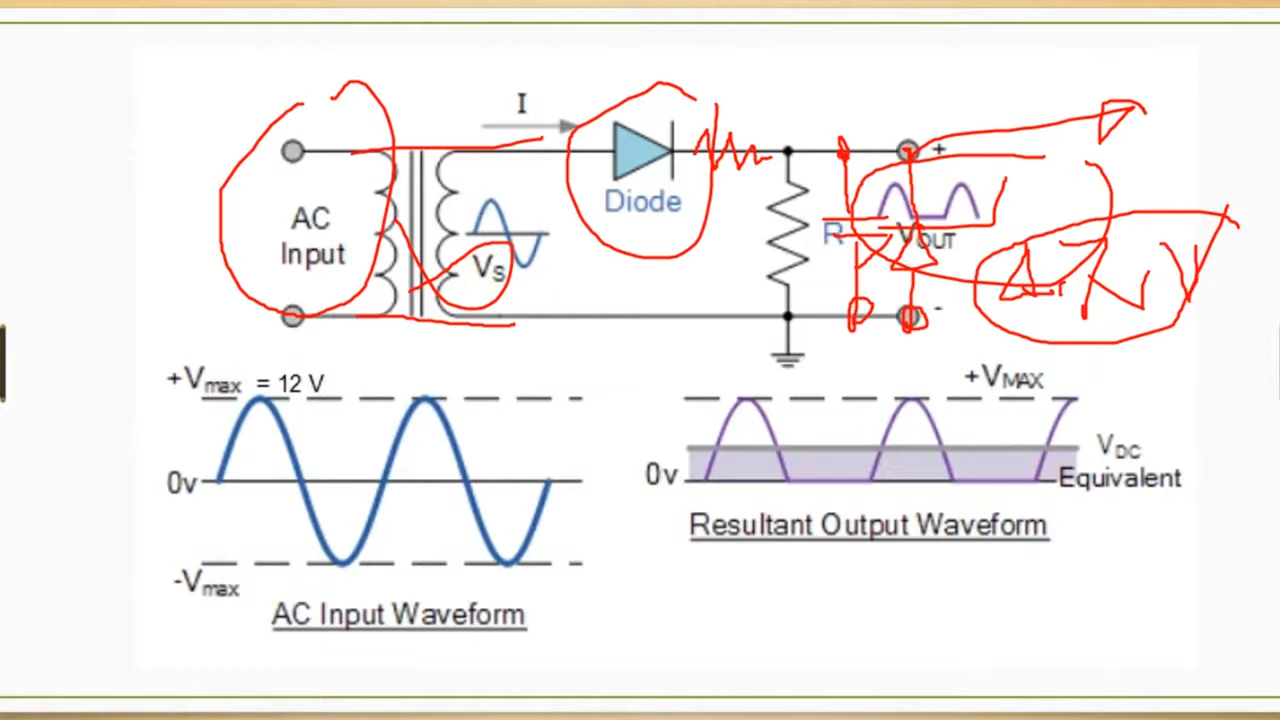 I
AC
Input
Diode
VS
R
+
VOUT
-
+Vmax = 12 V
0v
-Vmax
AC Input Waveform
+VMAX
VDC
Equivalent
0v
Resultant Output Waveform